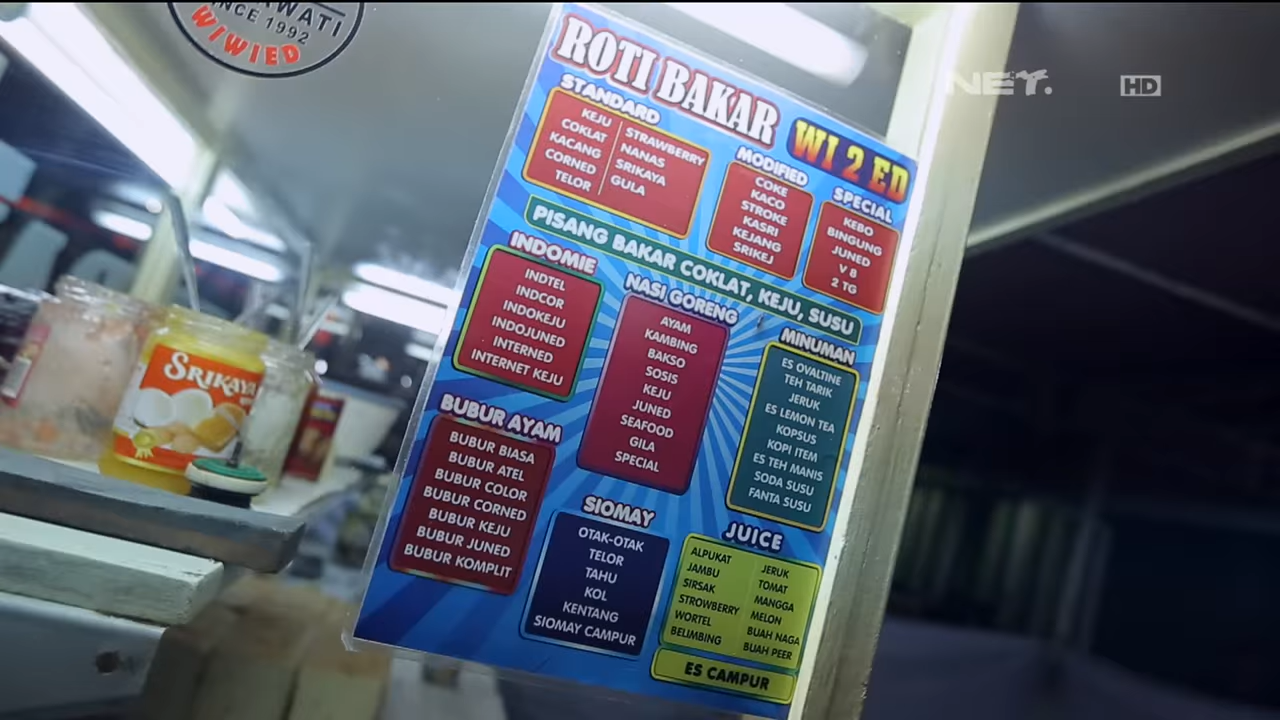 WATI
SINCE 1992
WIWIED
NET.
HD
ROTI BAKAR
WI 2 ED
STANDARD
KEJU
COKLAT
KACANG
CORNED
TELOR
STRAWBERRY
NANAS
SRIKAYA
GULA
MODIFIED
COKE
KACO
STROKE
KASRI
KEJANG
SRIKEJ
SPECIAL
KEBO
BINGUNG
JUNED
V 8
2 TG
PISANG BAKAR COKLAT, KEJU, SUSU
INDOMIE
INDTEL
INDCOR
INDOKEJU
INDOJUNED
INTERNED
INTERNET KEJU
NASI GORENG
AYAM
KAMBING
BAKSO
SOSIS
KEJU
JUNED
SEAFOOD
GILA
SPECIAL
MINUMAN
ES OVALTINE
TEH TARIK
JERUK
ES LEMON TEA
KOPSUS
KOPI ITEM
ES TEH MANIS
SODA SUSU
FANTA SUSU
BUBUR AYAM
BUBUR BIASA
BUBUR ATEL
BUBUR COLOR
BUBUR CORNED
BUBUR KEJU
BUBUR JUNED
BUBUR KOMPLIT
SIOMAY
OTAK-OTAK
TELOR
TAHU
KOL
KENTANG
SIOMAY CAMPUR
JUICE
ALPUKAT
JAMBU
SIRSAK
STROWBERRY
WORTEL
BELIMBING
JERUK
TOMAT
MANGGA
MELON
BUAH NAGA
BUAH PEER
ES CAMPUR
SRIKAYA